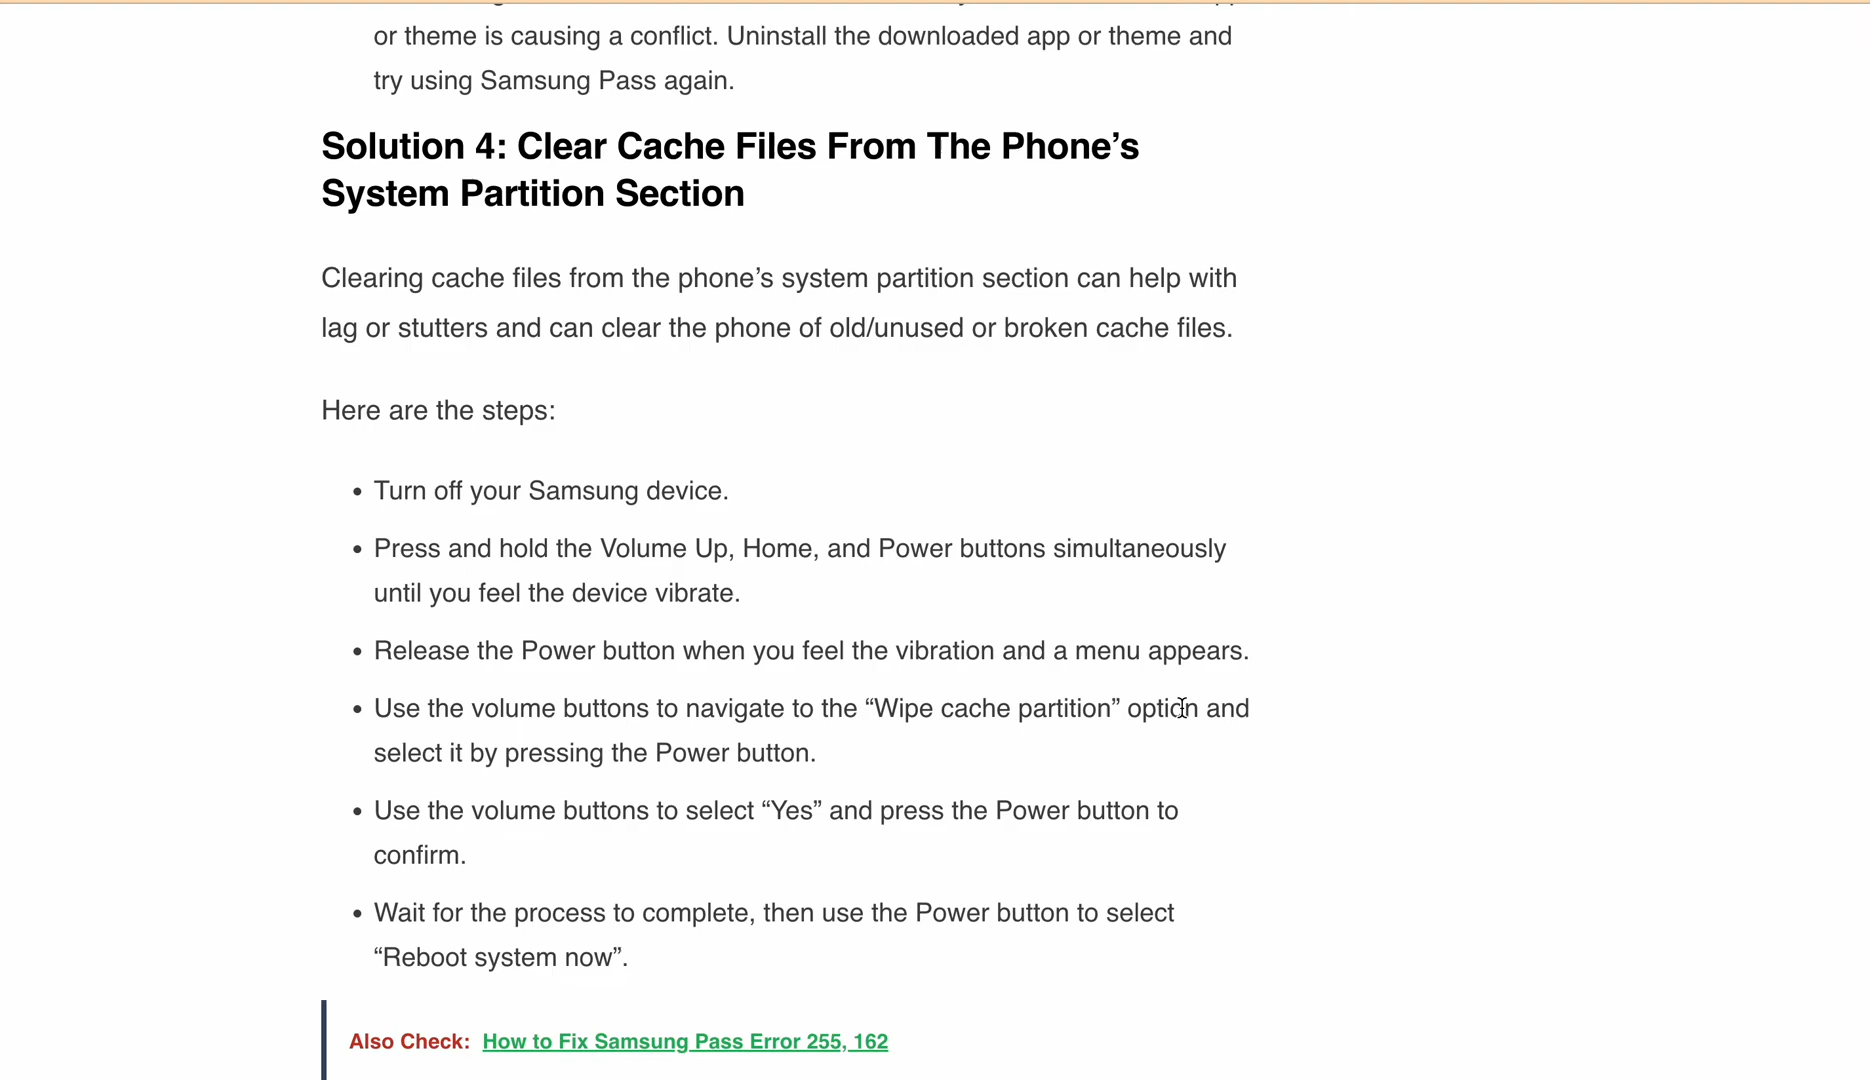 or theme is causing a conflict. Uninstall the downloaded app or theme and
try using Samsung Pass again.
Solution 4: Clear Cache Files From The Phone’s
System Partition Section
Clearing cache files from the phone’s system partition section can help with
lag or stutters and can clear the phone of old/unused or broken cache files.
Here are the steps:
• Turn off your Samsung device.
• Press and hold the Volume Up, Home, and Power buttons simultaneously
until you feel the device vibrate.
• Release the Power button when you feel the vibration and a menu appears.
• Use the volume buttons to navigate to the “Wipe cache partition” option and
select it by pressing the Power button.
• Use the volume buttons to select “Yes” and press the Power button to
confirm.
• Wait for the process to complete, then use the Power button to select
“Reboot system now”.
Also Check: How to Fix Samsung Pass Error 255, 162